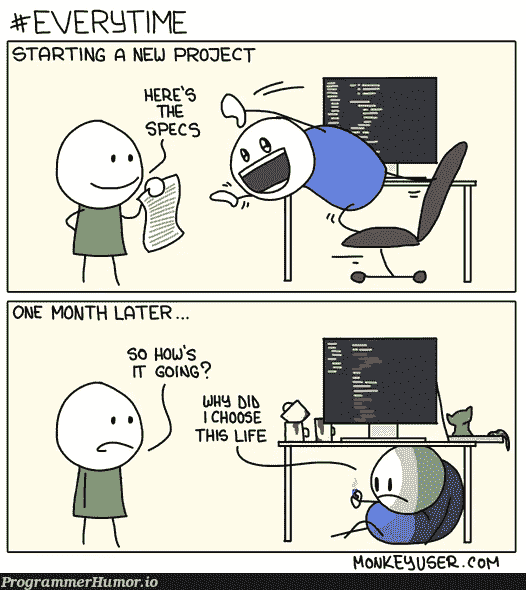 #EVERYTIME
STARTING A NEW PROJECT
HERE'S
THE
SPECS
ONE MONTH LATER...
SO HOW'S
IT GOING?
WHY DID
I CHOOSE
THIS LIFE
MONKEYUSER.COM
ProgrammerHumor.io